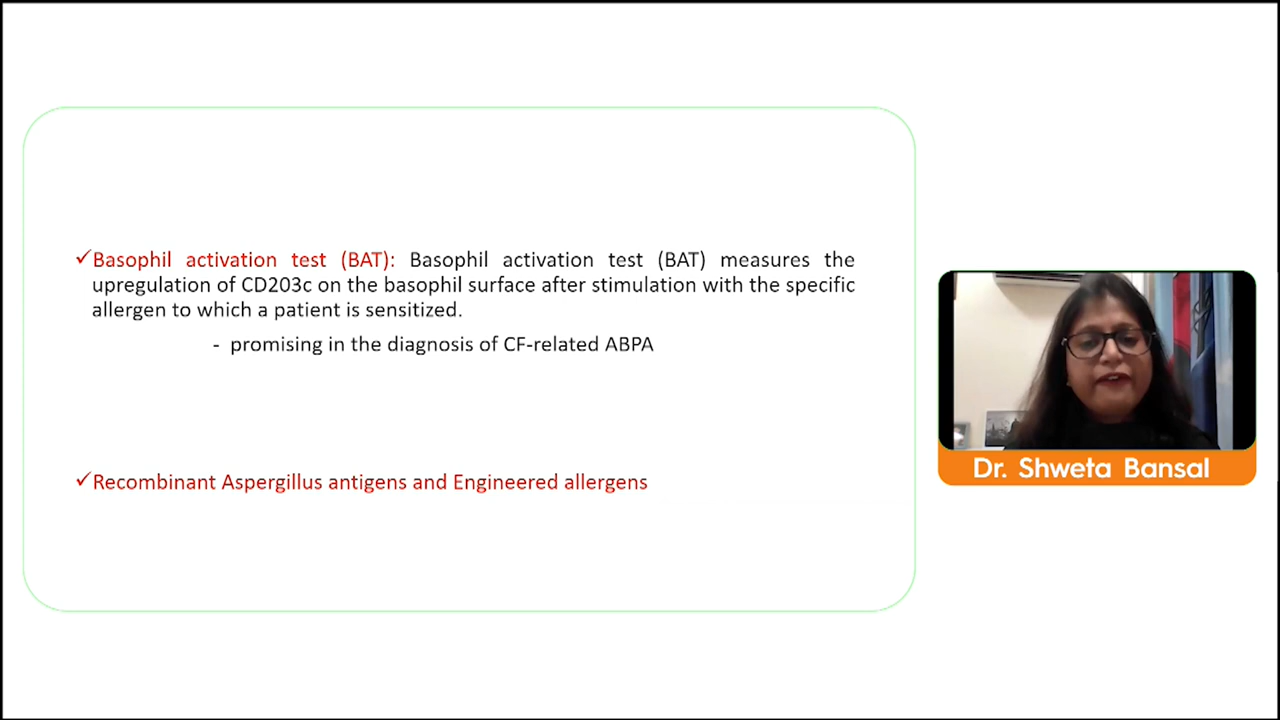 ✓Basophil activation test (BAT): Basophil activation test (BAT) measures the
upregulation of CD203c on the basophil surface after stimulation with the specific
allergen to which a patient is sensitized.
- promising in the diagnosis of CF-related ABPA
✓Recombinant Aspergillus antigens and Engineered allergens
Dr. Shweta Bansal